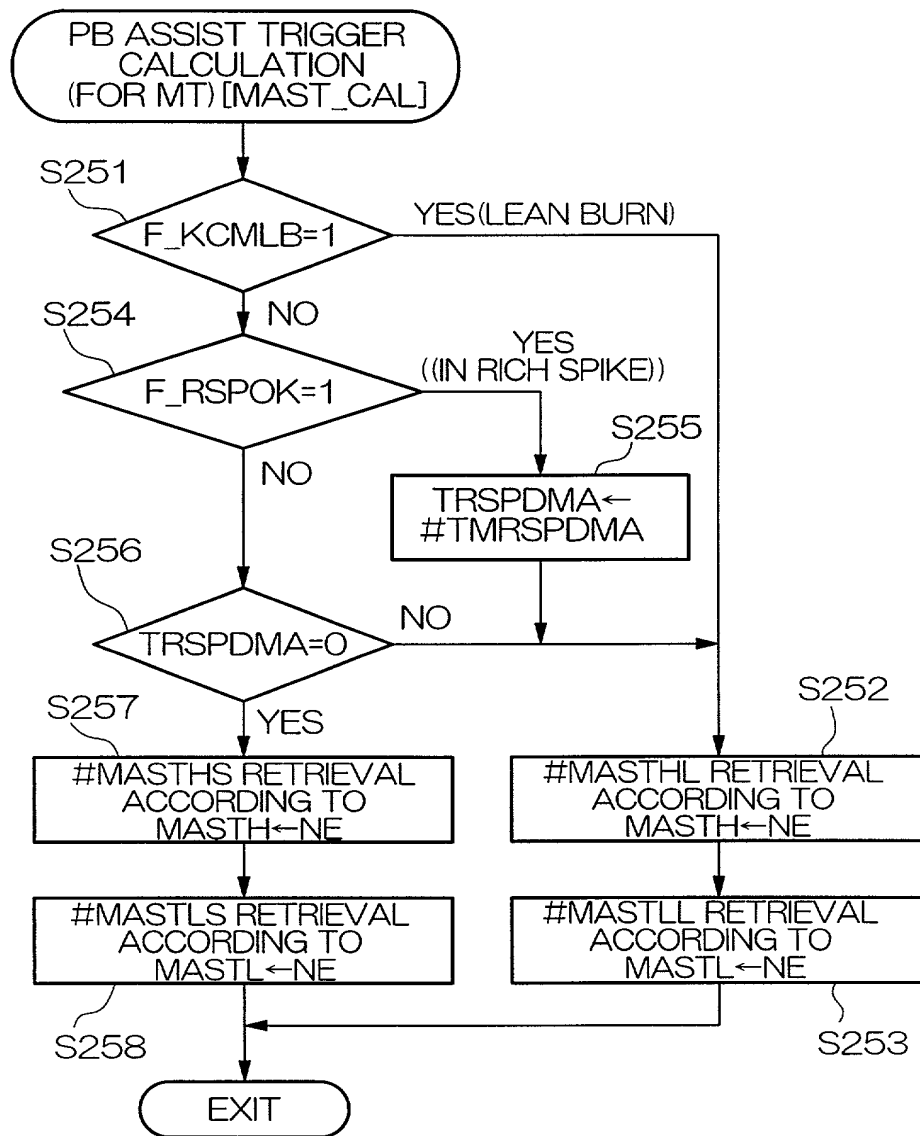 PB ASSIST TRIGGER
CALCULATION
(FOR MT) [MAST_CAL]
S251
F_KCMLB=1
YES(LEAN BURN)
NO
S254
F_RSPOK=1
YES
((IN RICH SPIKE))
S255
NO
TRSPDMA←
#TMRSPDMA
S256
TRSPDMA=0
NO
YES
S257
#MASTHS RETRIEVAL
ACCORDING TO
MASTH←NE
S252
#MASTHL RETRIEVAL
ACCORDING TO
MASTH←NE
#MASTLS RETRIEVAL
ACCORDING TO
MASTL←NE
S258
#MASTLL RETRIEVAL
ACCORDING TO
MASTL←NE
S253
EXIT